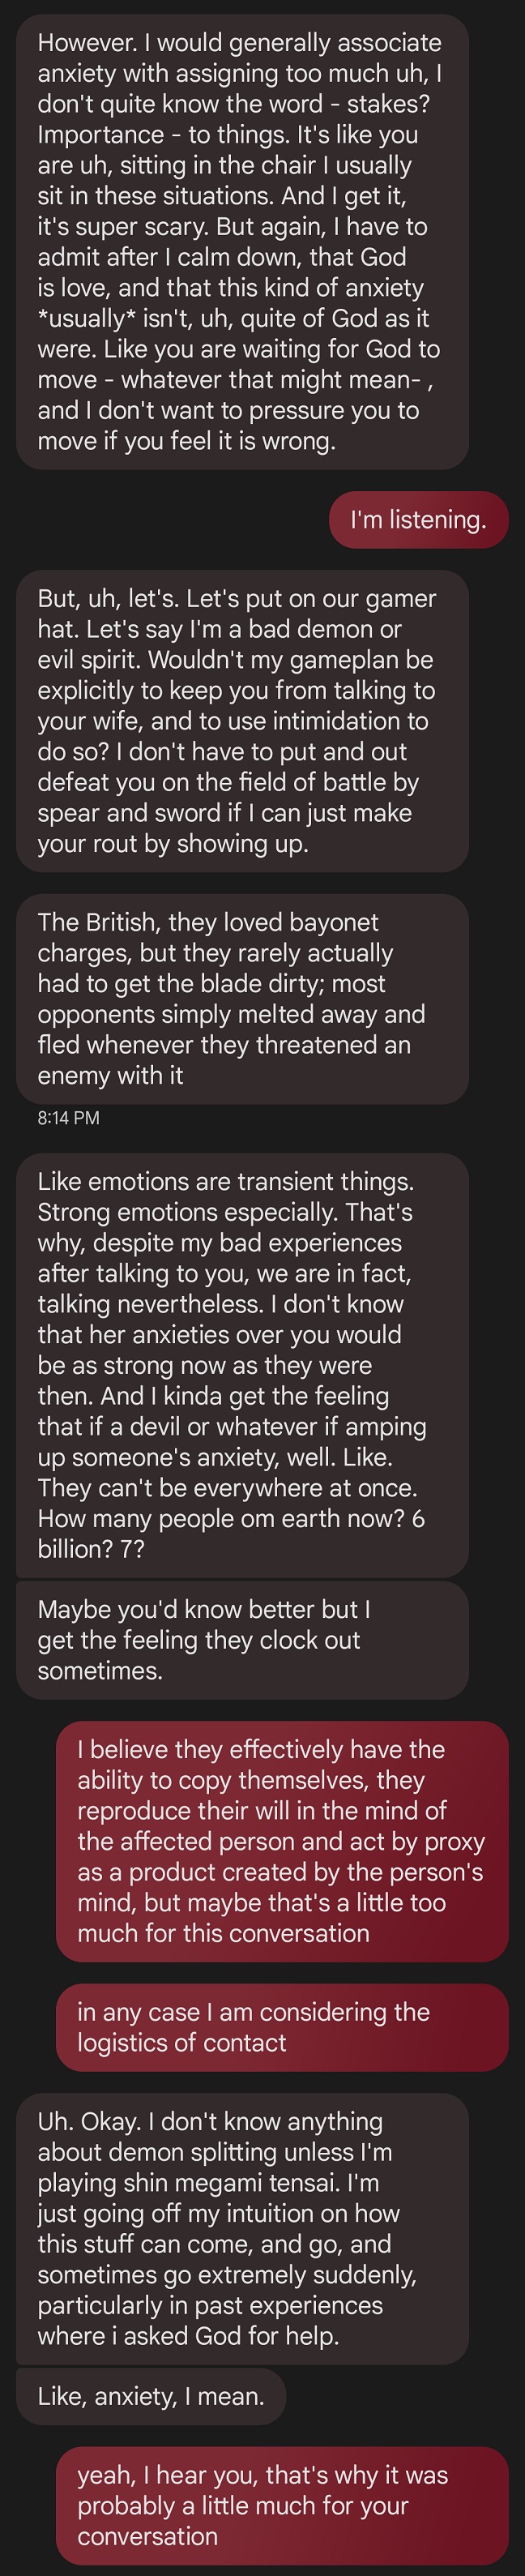 However. I would generally associate
anxiety with assigning too much uh, I
don't quite know the word - stakes?
Importance - to things. It's like you
are uh, sitting in the chair I usually
sit in these situations. And I get it,
it's super scary. But again, I have to
admit after I calm down, that God
is love, and that this kind of anxiety
*usually* isn't, uh, quite of God as it
were. Like you are waiting for God to
move - whatever that might mean- ,
and I don't want to pressure you to
move if you feel it is wrong.
I'm listening.
But, uh, let's. Let's put on our gamer
hat. Let's say I'm a bad demon or
evil spirit. Wouldn't my gameplan be
explicitly to keep you from talking to
your wife, and to use intimidation to
do so? I don't have to put and out
defeat you on the field of battle by
spear and sword if I can just make
your rout by showing up.
The British, they loved bayonet
charges, but they rarely actually
had to get the blade dirty; most
opponents simply melted away and
fled whenever they threatened an
enemy with it
8:14 PM
Like emotions are transient things.
Strong emotions especially. That's
why, despite my bad experiences
after talking to you, we are in fact,
talking nevertheless. I don't know
that her anxieties over you would
be as strong now as they were
then. And I kinda get the feeling
that if a devil or whatever if amping
up someone's anxiety, well. Like.
They can't be everywhere at once.
How many people om earth now? 6
billion? 7?
Maybe you'd know better but I
get the feeling they clock out
sometimes.
I believe they effectively have the
ability to copy themselves, they
reproduce their will in the mind of
the affected person and act by proxy
as a product created by the person's
mind, but maybe that's a little too
much for this conversation
in any case I am considering the
logistics of contact
Uh. Okay. I don't know anything
about demon splitting unless I'm
playing shin megami tensai. I'm
just going off my intuition on how
this stuff can come, and go, and
sometimes go extremely suddenly,
particularly in past experiences
where i asked God for help.
Like, anxiety, I mean.
yeah, I hear you, that's why it was
probably a little much for your
conversation